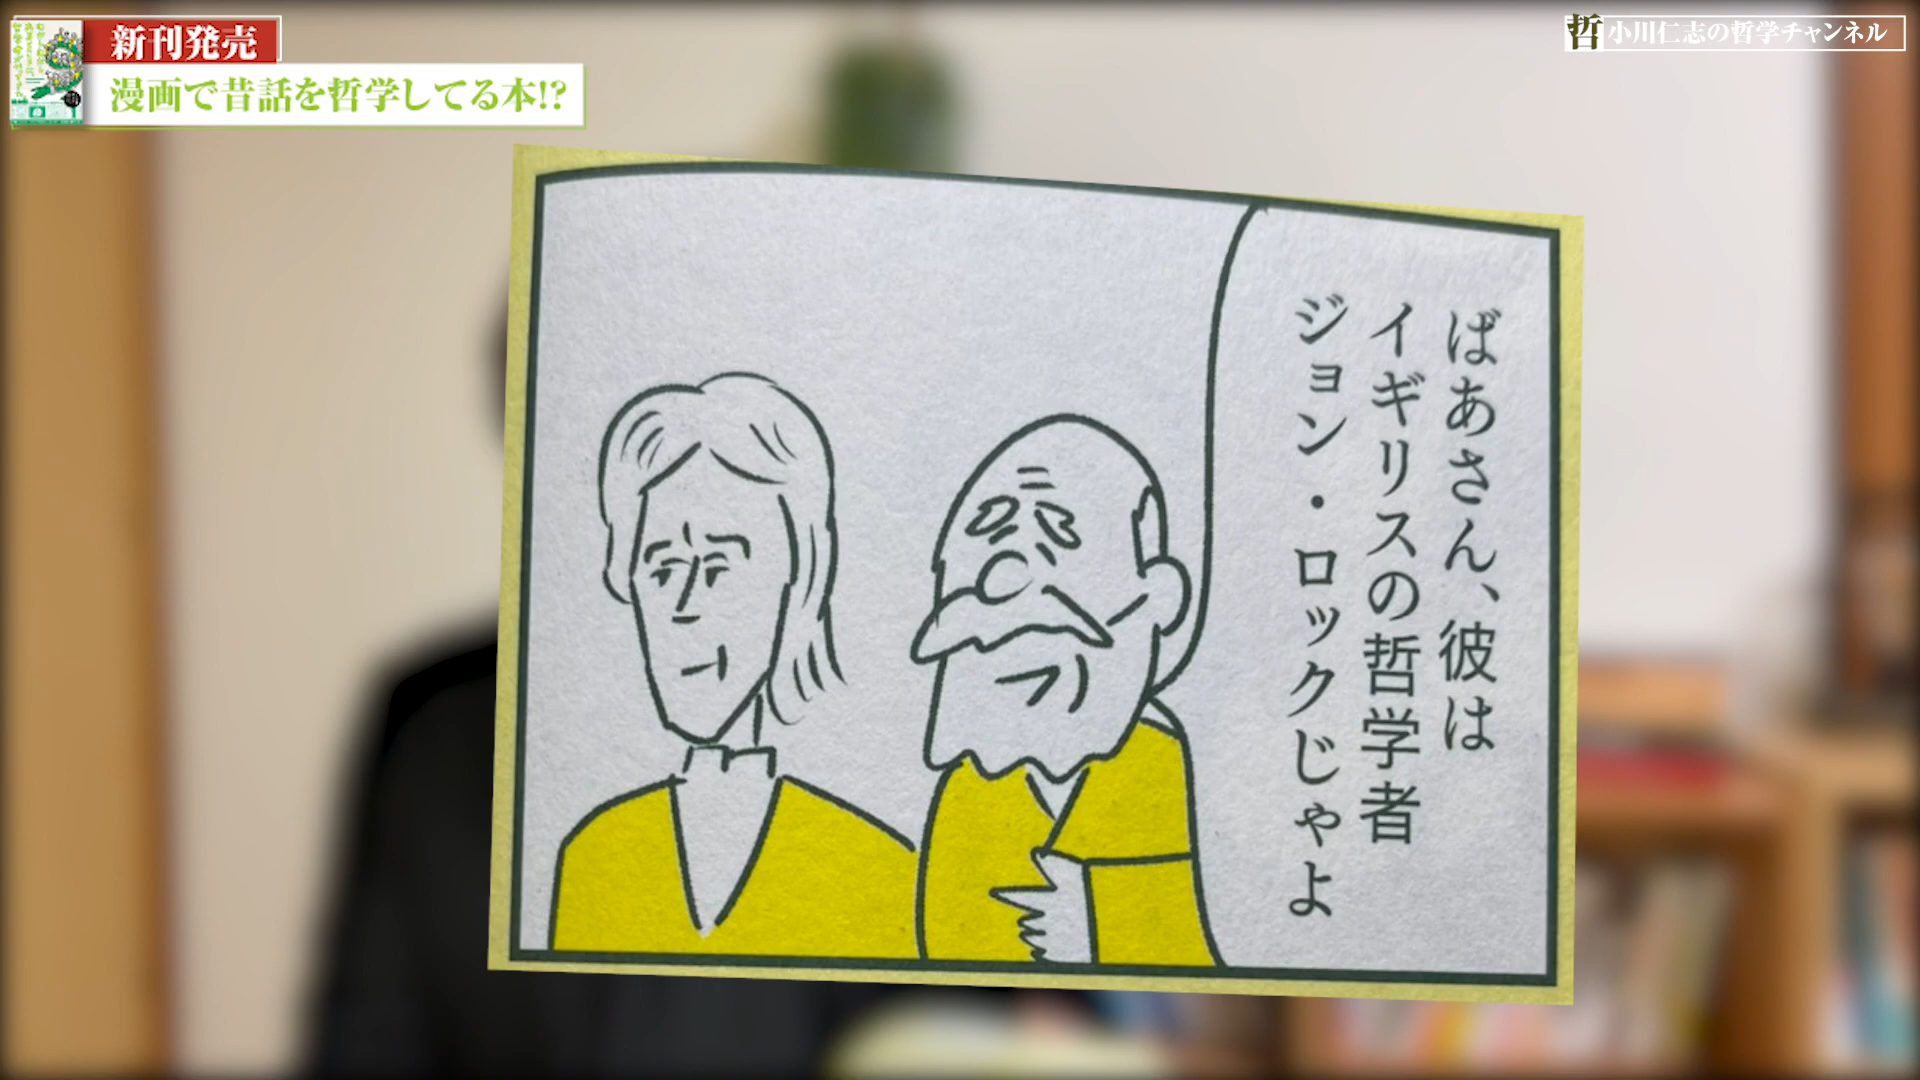 新刊発売
漫画で昔話を哲学してる本!?
哲 小川仁志の哲学チャンネル
ばあさん、彼は
イギリスの哲学者
ジョン・ロックじゃよ